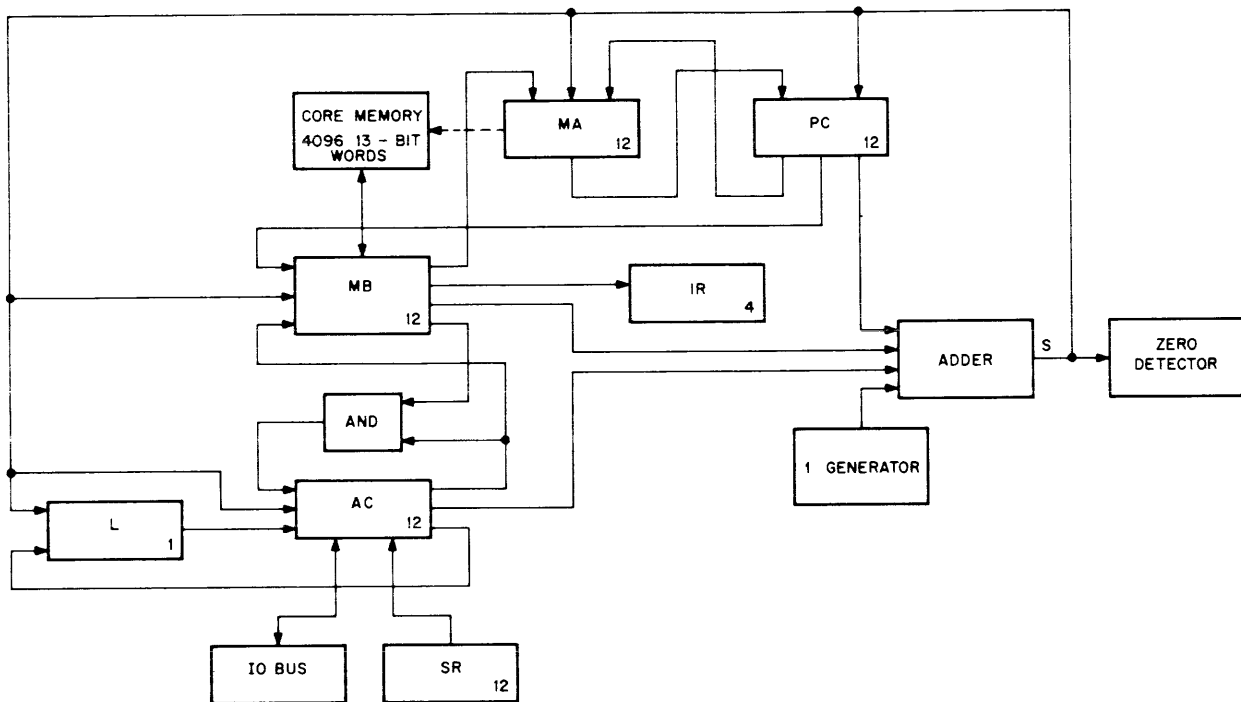 CORE MEMORY
4096 13-BIT
WORDS
MA
12
PC
12
MB
12
IR
4
ADDER
S
ZERO
DETECTOR
AND
1 GENERATOR
L
1
AC
12
IO BUS
SR
12